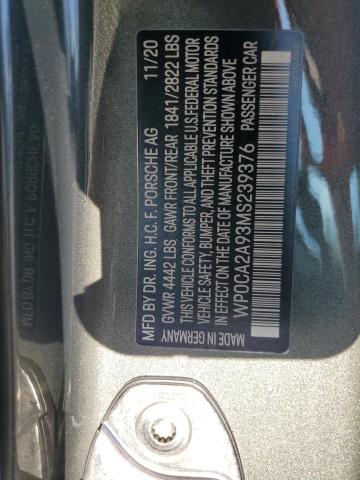 MFD BY DR. ING. H.C. F. PORSCHE AG 11/20
GVWR 4442 LBS GAWR FRONT/REAR 1841/2822 LBS
THIS VEHICLE CONFORMS TO ALL APPLICABLE U.S.FEDERAL MOTOR
VEHICLE SAFETY, BUMPER, AND THEFT PREVENTION STANDARDS
IN EFFECT ON THE DATE OF MANUFACTURE SHOWN ABOVE
WP0CA2A93MS239376 PASSENGER CAR
MADE IN GERMANY